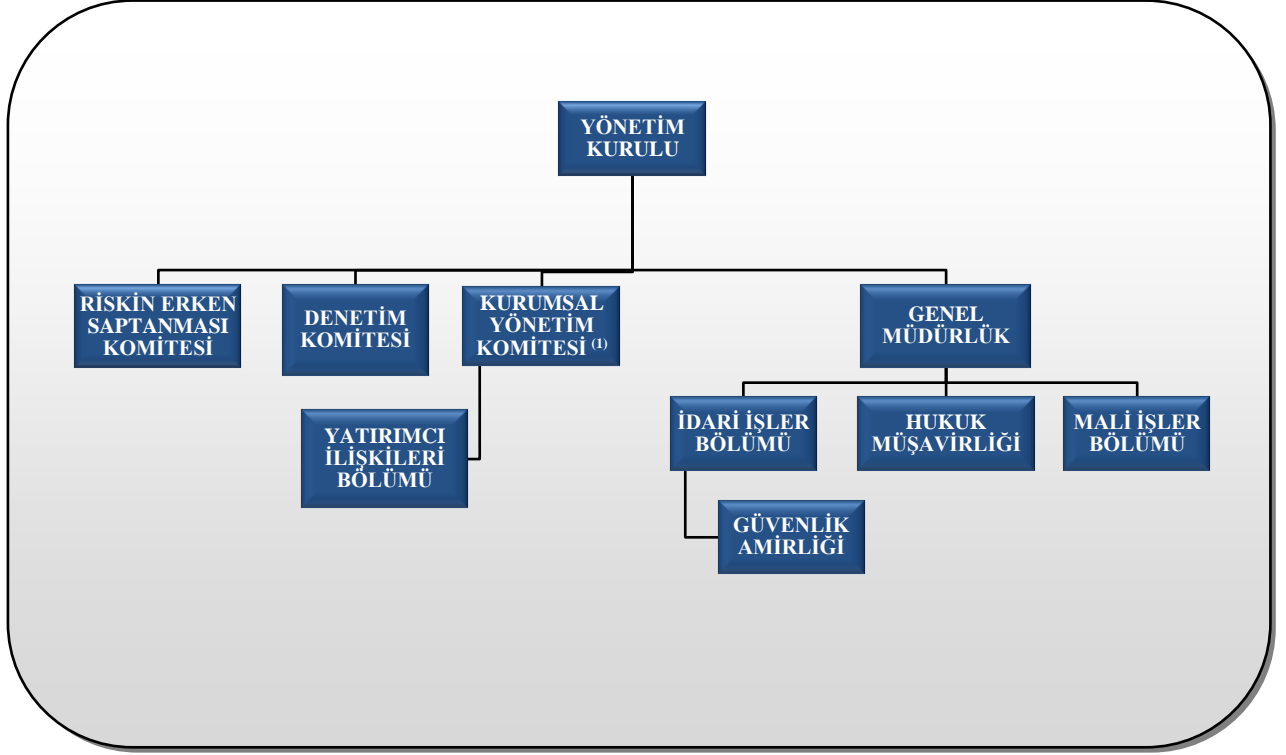 YÖNETİM
KURULU
RİSKİN ERKEN
SAPTANMASI
KOMİTESİ
DENETİM
KOMİTESİ
KURUMSAL
YÖNETİM
KOMİTESİ (1)
GENEL
MÜDÜRLÜK
YATIRIMCI
İLİŞKİLERİ
BÖLÜMÜ
İDARİ İŞLER
BÖLÜMÜ
HUKUK
MÜŞAVİRLİĞİ
MALİ İŞLER
BÖLÜMÜ
GÜVENLİK
AMİRLİĞİ